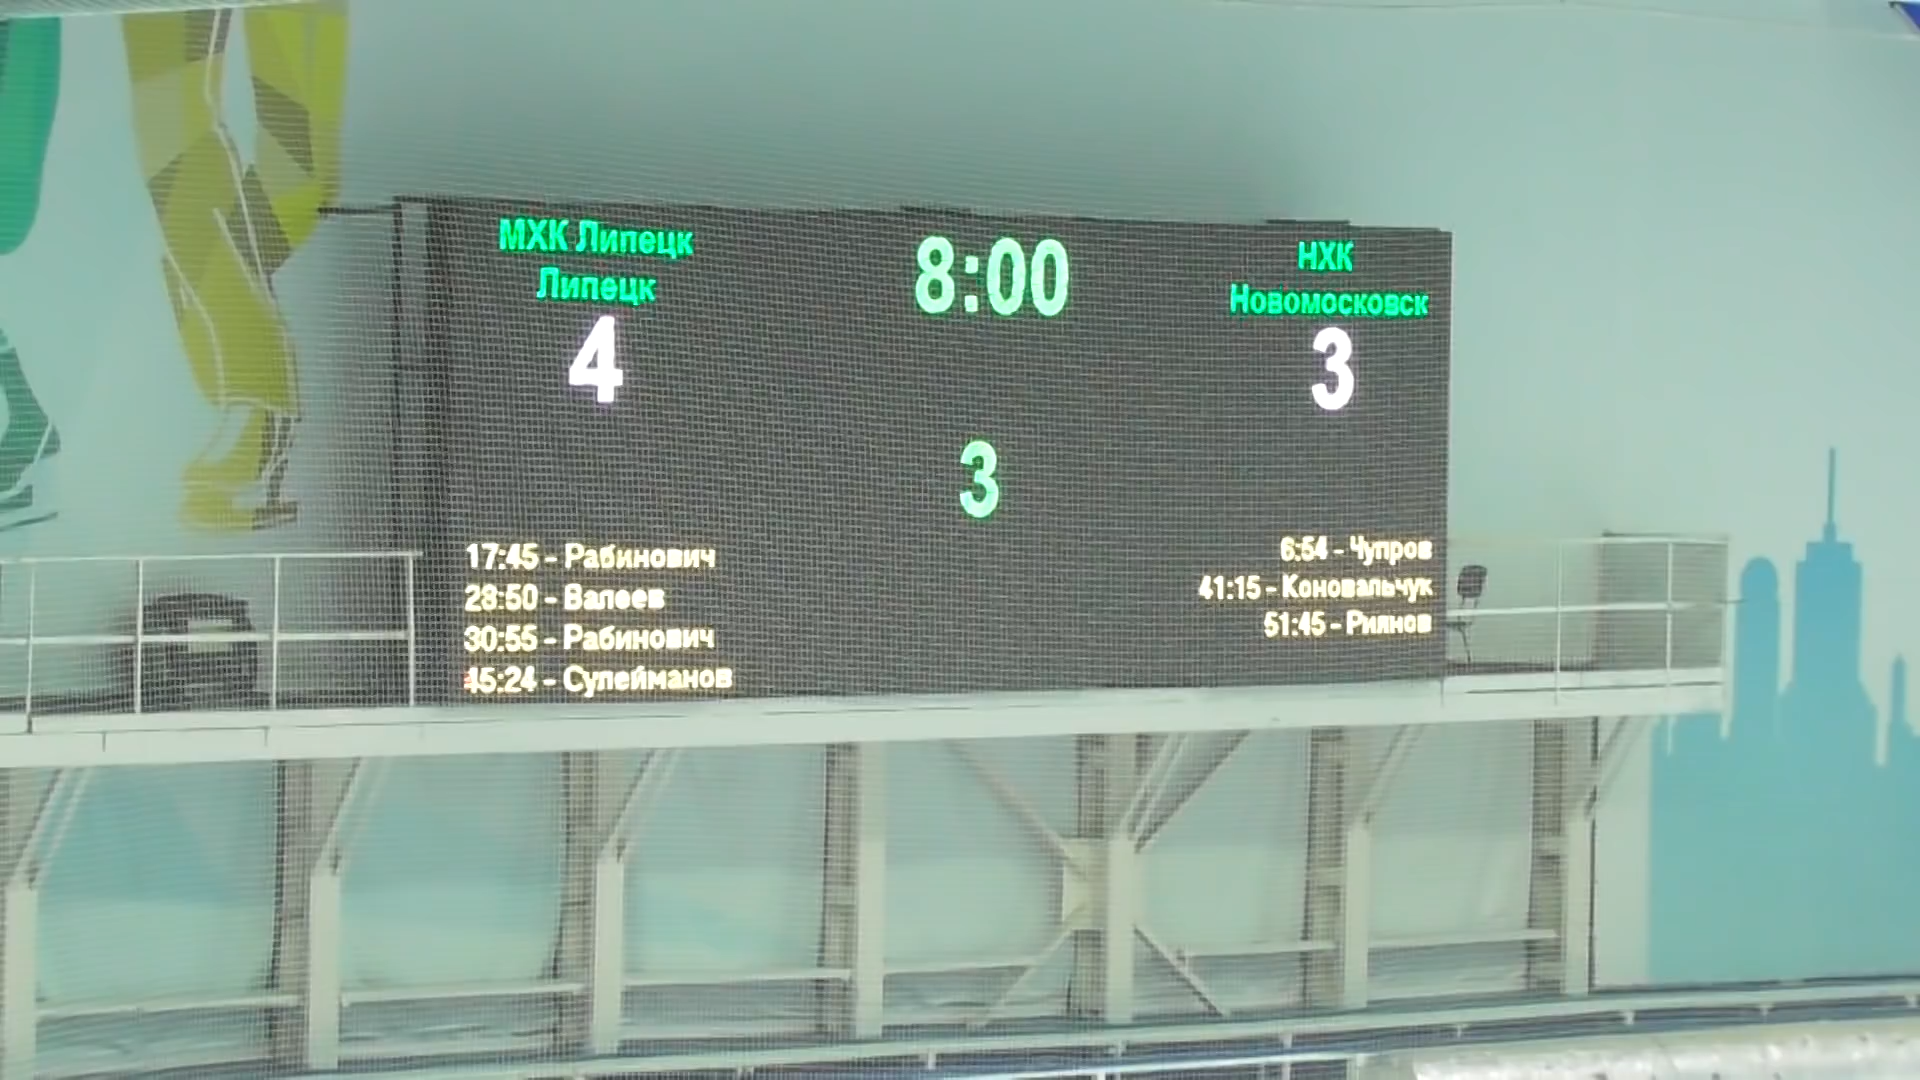 МХК Липецк
Липецк
4
8:00
3
НХК
Новомосковск
3
17:45 - Рабинович
28:50 - Валеев
30:55 - Рабинович
45:24 - Сулейманов
6:54 - Чупров
41:15 - Коновальчук
51:45 - Риянов